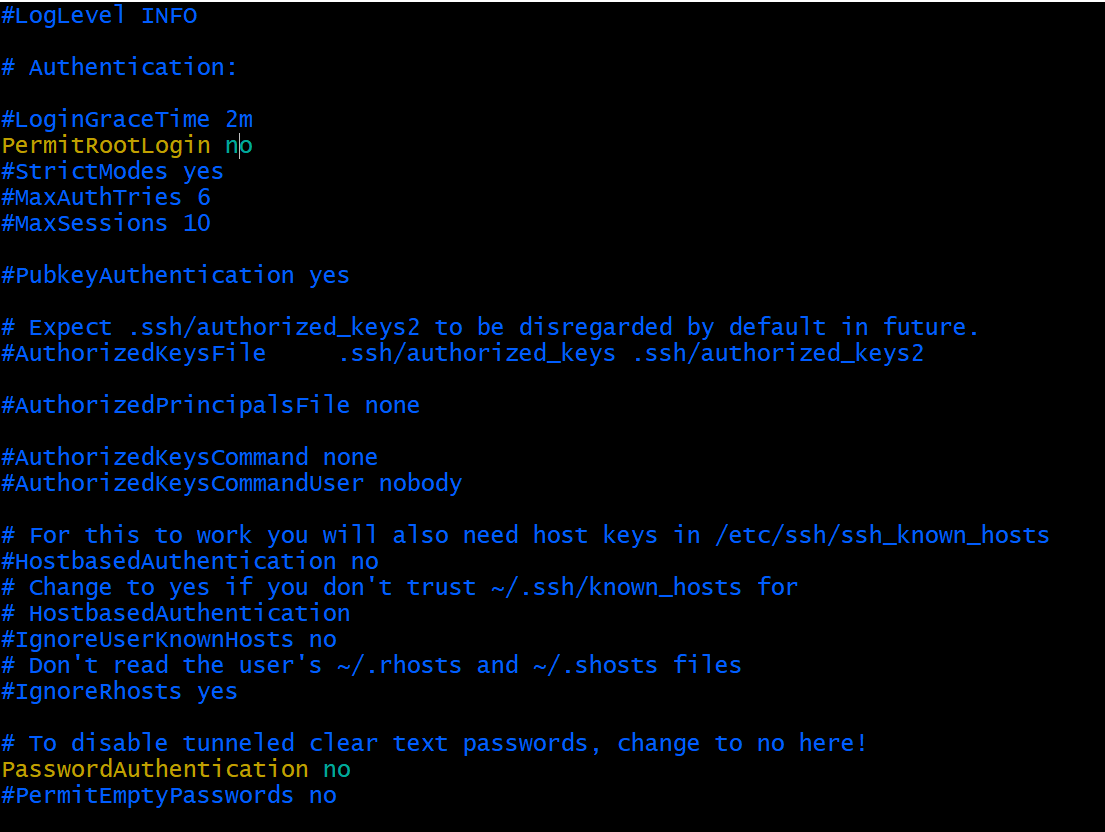 #LogLevel INFO
# Authentication:
#LoginGraceTime 2m
PermitRootLogin no
#StrictModes yes
#MaxAuthTries 6
#MaxSessions 10
#PubkeyAuthentication yes
# Expect .ssh/authorized_keys2 to be disregarded by default in future.
#AuthorizedKeysFile     .ssh/authorized_keys .ssh/authorized_keys2
#AuthorizedPrincipalsFile none
#AuthorizedKeysCommand none
#AuthorizedKeysCommandUser nobody
# For this to work you will also need host keys in /etc/ssh/ssh_known_hosts
#HostbasedAuthentication no
# Change to yes if you don't trust ~/.ssh/known_hosts for
# HostbasedAuthentication
#IgnoreUserKnownHosts no
# Don't read the user's ~/.rhosts and ~/.shosts files
#IgnoreRhosts yes
# To disable tunneled clear text passwords, change to no here!
PasswordAuthentication no
#PermitEmptyPasswords no